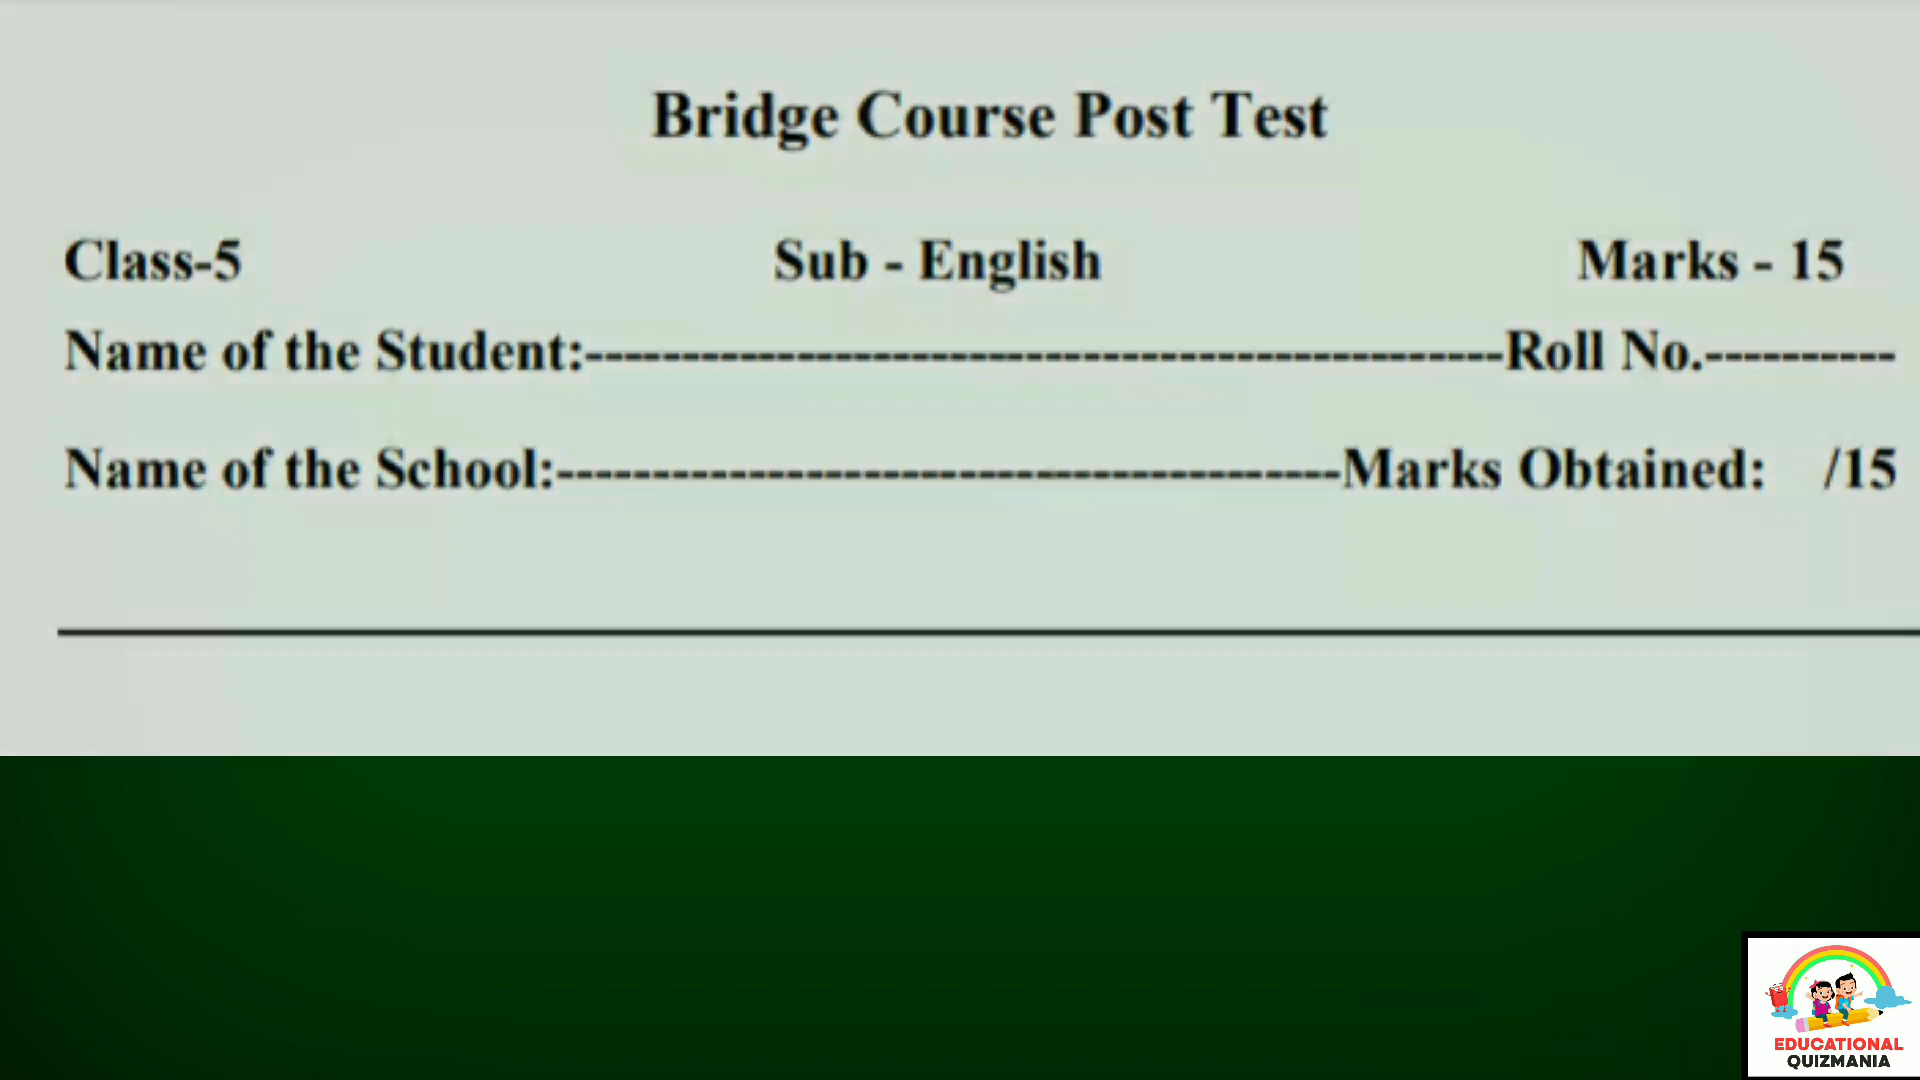 Bridge Course Post Test
Class-5 Sub - English Marks - 15
Name of the Student:------------------------------------------------Roll No.----------
Name of the School:-----------------------------------------Marks Obtained: /15
EDUCATIONAL
QUIZMANIA